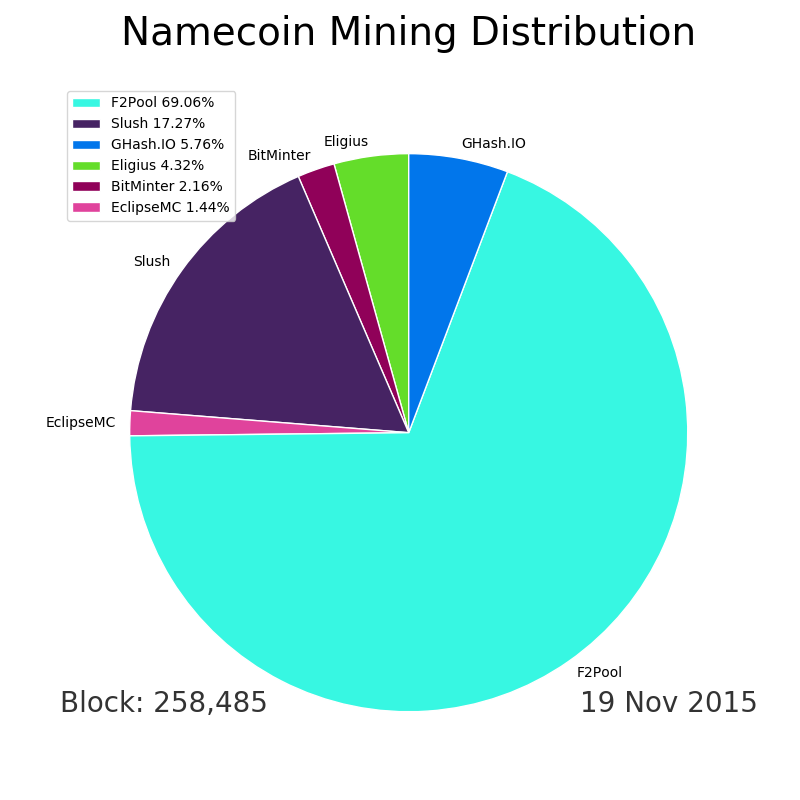 Namecoin Mining Distribution
F2Pool 69.06%
Slush 17.27%
GHash.IO 5.76%
Eligius 4.32%
BitMinter 2.16%
EclipseMC 1.44%
Eligius
GHash.IO
BitMinter
Slush
EclipseMC
F2Pool
Block: 258,485
19 Nov 2015